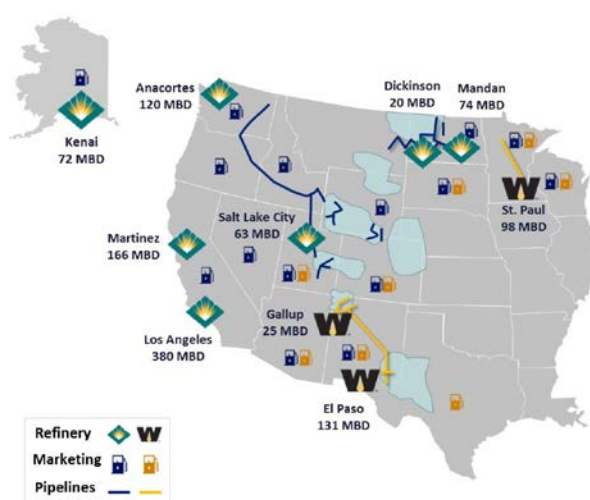 Anacortes
120 MBD
Dickinson
20 MBD
Mandan
74 MBD
Kenai
72 MBD
Salt Lake City
63 MBD
W
St. Paul
98 MBD
Martinez
166 MBD
Gallup
25 MBD
W
Los Angeles
380 MBD
W
El Paso
131 MBD
Refinery
W
Marketing
Pipelines